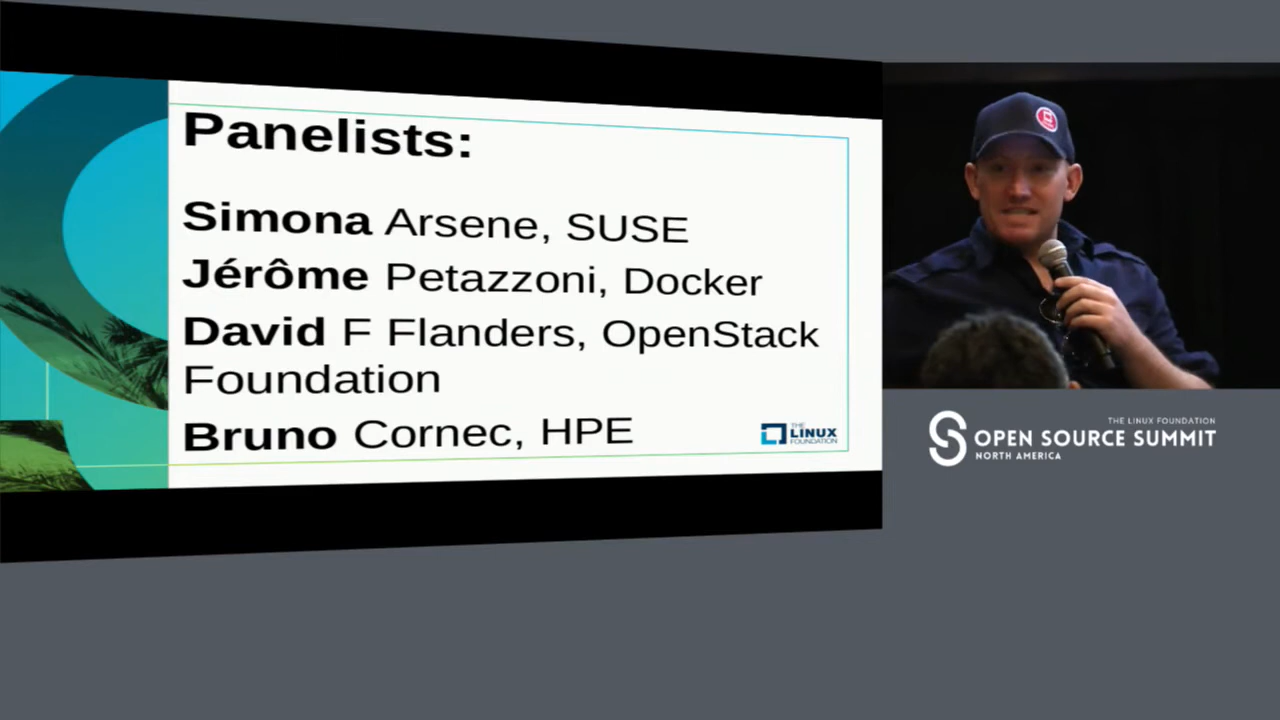 Panelists:
Simona Arsene, SUSE
Jérôme Petazzoni, Docker
David F Flanders, OpenStack
Foundation
Bruno Cornec, HPE
THE
LINUX
FOUNDATION
THE LINUX FOUNDATION
OPEN SOURCE SUMMIT
NORTH AMERICA